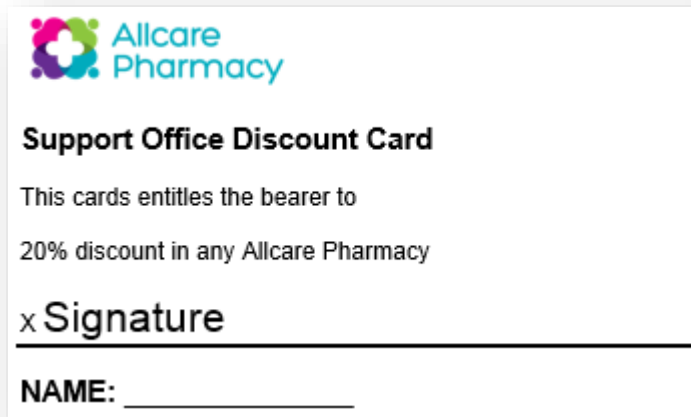 Allcare
Pharmacy
Support Office Discount Card
This cards entitles the bearer to
20% discount in any Allcare Pharmacy
x Signature
NAME: _______________